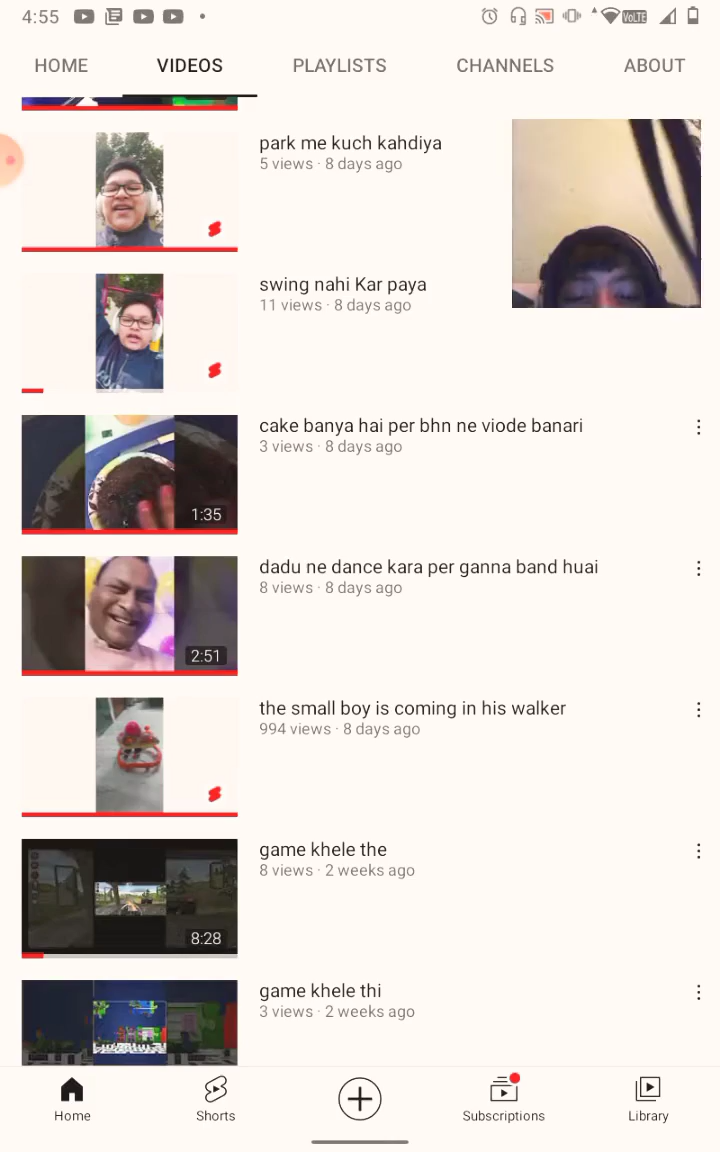 4:55
VoLTE
HOME VIDEOS PLAYLISTS CHANNELS ABOUT
park me kuch kahdiya
5 views · 8 days ago
swing nahi Kar paya
11 views · 8 days ago
cake banya hai per bhn ne viode banari
3 views · 8 days ago
1:35
dadu ne dance kara per ganna band huai
8 views · 8 days ago
2:51
the small boy is coming in his walker
994 views · 8 days ago
game khele the
8 views · 2 weeks ago
8:28
game khele thi
3 views · 2 weeks ago
Home Shorts Subscriptions Library